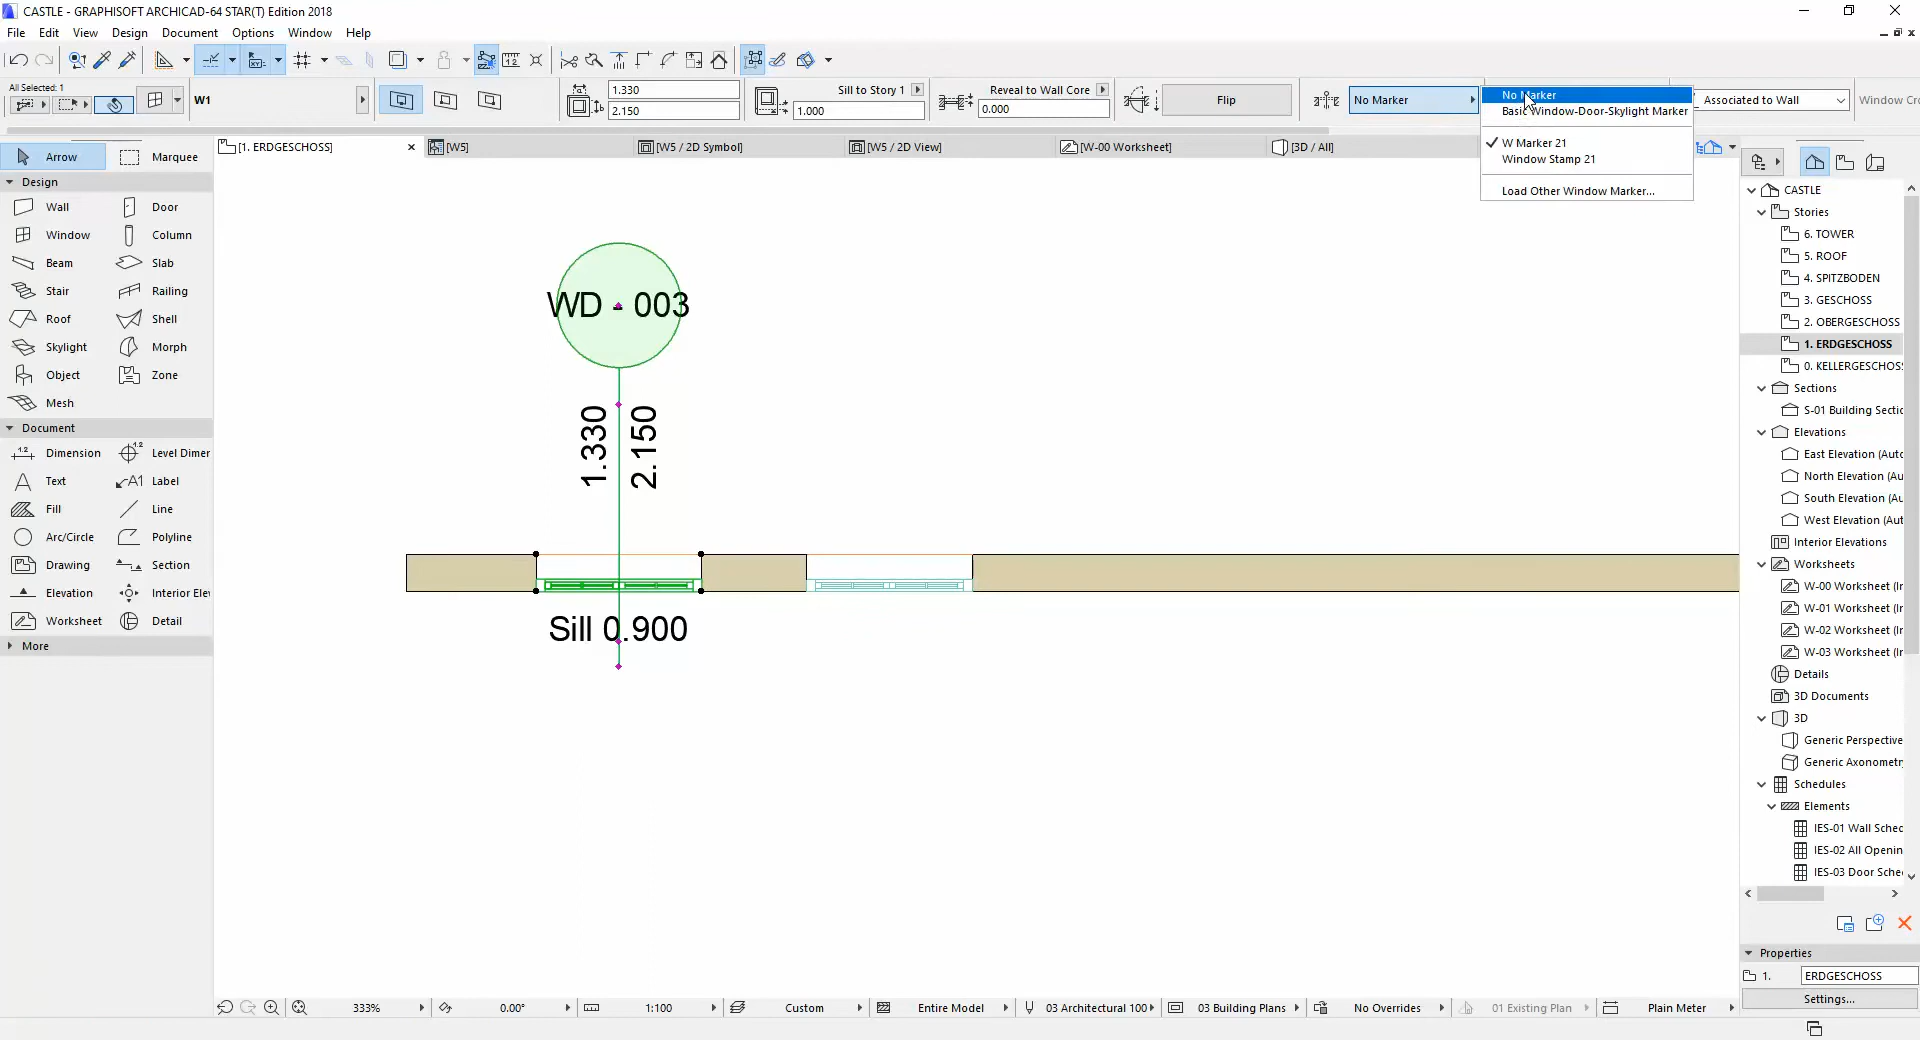 CASTLE - GRAPHISOFT ARCHICAD-64 STAR(T) Edition 2018
File Edit View Design Document Options Window Help
All Selected: 1
W1
1.330
2.150
Sill to Story 1
1.000
Reveal to Wall Core
0.000
Flip
No Marker
No Marker
Basic Window-Door-Skylight Marker
W Marker 21
Window Stamp 21
Load Other Window Marker...
Associated to Wall
Window Cro
Arrow Marquee
[1. ERDGESCHOSS] [W5] [W5 / 2D Symbol] [W5 / 2D View] [W-00 Worksheet] [3D / All]
Design
Wall Door
Window Column
Beam Slab
Stair Railing
Roof Shell
Skylight Morph
Object Zone
Mesh
Document
1.2 Dimension 1.2 Level Dimer
A Text A1 Label
Fill Line
Arc/Circle Polyline
Drawing Section
Elevation Interior Ele
Worksheet Detail
More
WD - 003
1.330
2.150
Sill 0.900
CASTLE
Stories
6. TOWER
5. ROOF
4. SPITZBODEN
3. GESCHOSS
2. OBERGESCHOSS
1. ERDGESCHOSS
0. KELLERGESCHOS
Sections
S-01 Building Sectio
Elevations
East Elevation (Auto
North Elevation (Au
South Elevation (Au
West Elevation (Aut
Interior Elevations
Worksheets
W-00 Worksheet (Ir
W-01 Worksheet (Ir
W-02 Worksheet (Ir
W-03 Worksheet (Ir
Details
3D Documents
3D
Generic Perspective
Generic Axonometr
Schedules
Elements
IES-01 Wall Sched
IES-02 All Openin
IES-03 Door Sche
Properties
1. ERDGESCHOSS
Settings...
333% 0.00° 1:100 Custom Entire Model 03 Architectural 100 03 Building Plans No Overrides 01 Existing Plan Plain Meter